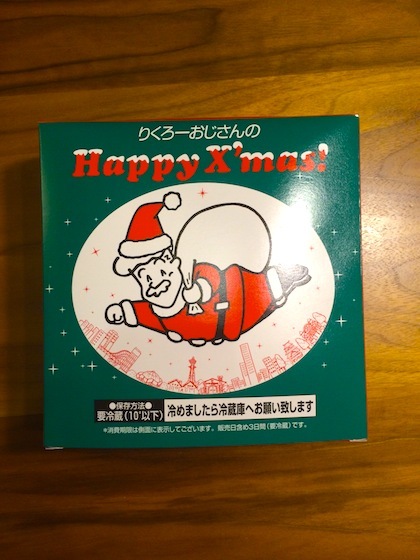 りくろーおじさんの
Happy X'mas!
●保存方法●
要冷蔵(10°以下)
冷めましたら冷蔵庫へお願い致します
*消費期限は側面に表示してございます。販売日含め3日間(要冷蔵)です。